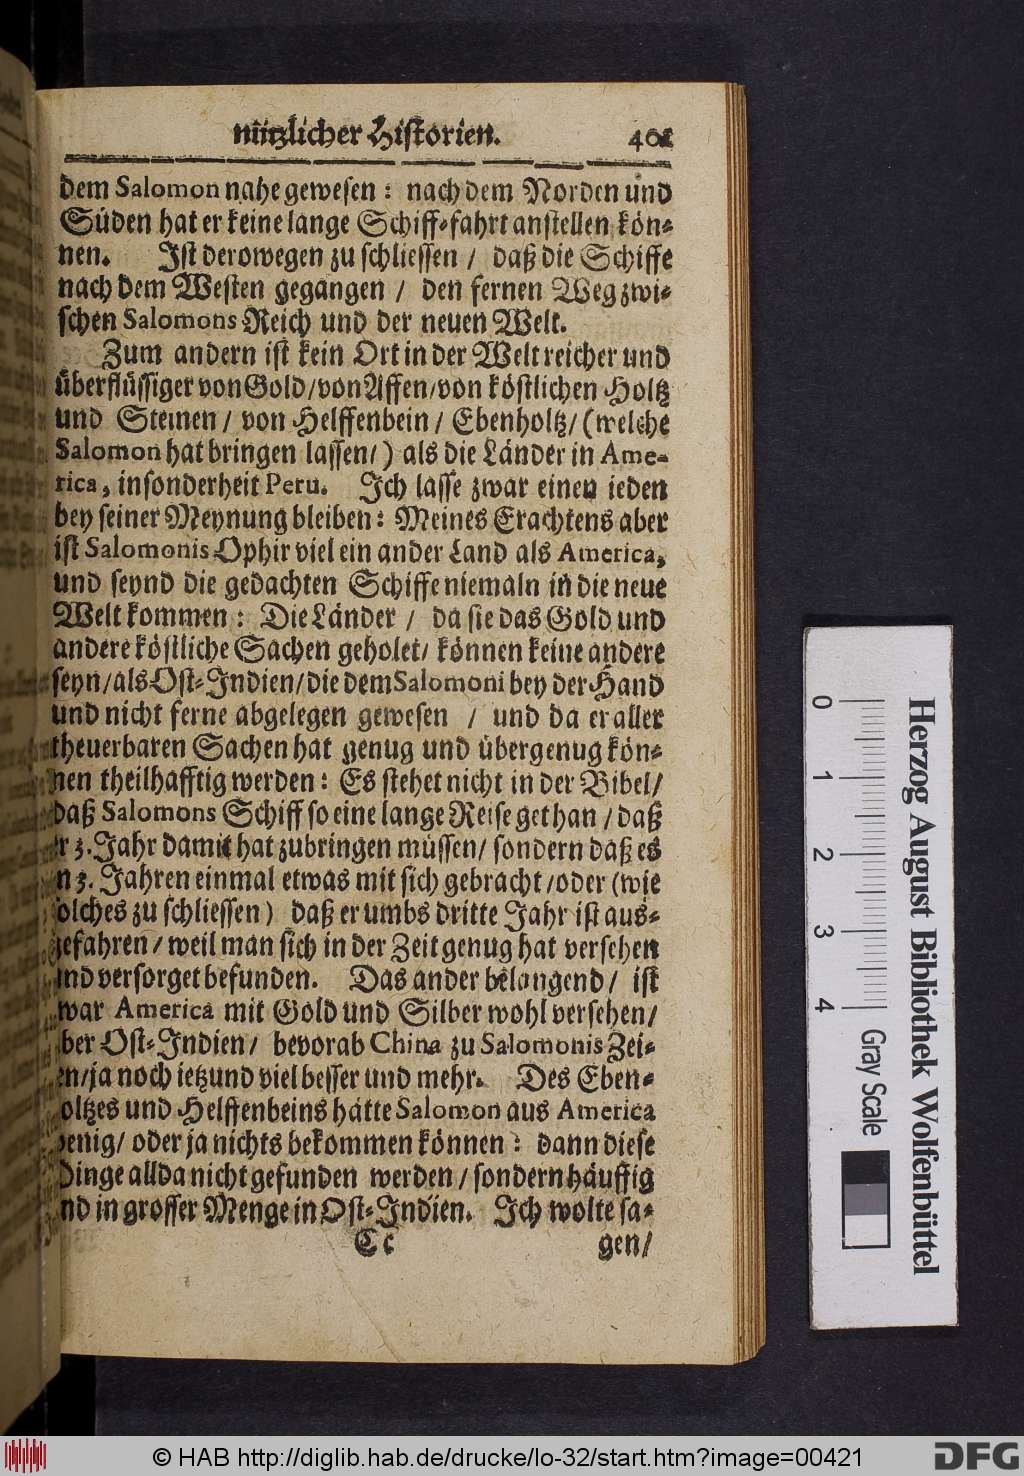 nützlicher Historien. 401
dem Salomon nahe gewesen: nach dem Norden und
Süden hat er keine lange Schiff-fahrt anstellen kön-
nen. Ist derowegen zu schliessen / daß die Schiffe
nach dem Westen gegangen / den fernen Weg zwi-
schen Salomons Reich und der neuen Welt.
Zum andern ist kein Ort in der Welt reicher und
überflüssiger von Gold/von Affen/von köstlichen Holtz
und Steinen / von Helffenbein / Ebenholtz/ (welche
Salomon hat bringen lassen/) als die Länder in Ame-
rica, insonderheit Peru. Ich lasse zwar einen ieden
bey seiner Meynung bleiben: Meines Erachtens aber
ist Salomonis Ophir viel ein ander Land als America,
und seynd die gedachten Schiffe niemaln in die neue
Welt kommen: Die Länder / da sie das Gold und
andere köstliche Sachen geholet/ können keine andere
seyn/als Ost-Indien/die dem Salomoni bey der Hand
und nicht ferne abgelegen gewesen / und da er aller
theuerbaren Sachen hat genug und übergenug kön-
nen theilhafftig werden: Es stehet nicht in der Bibel/
daß Salomons Schiff so eine lange Reise gethan / daß
er 3. Jahr damit hat zubringen müssen/ sondern daß es
n 3. Jahren einmal etwas mit sich gebracht /oder (wie
olches zu schliessen) daß er umbs dritte Jahr ist aus-
gefahren/ weil man sich in der Zeit genug hat versehen
und versorget befunden. Das ander belangend/ ist
war America mit Gold und Silber wohl versehen/
ber Ost-Indien/ bevorab China zu Salomonis Zei-
en/ja noch ietzund viel besser und mehr. Des Eben-
oltzes und Helffenbeins hätte Salomon aus America
wenig/ oder ja nichts bekommen können: dann diese
Dinge allda nicht gefunden werden / sondern häuffig
nd in grosser Menge in Ost-Indien. Ich wolte sa-
Cc gen/
Herzog August Bibliothek Wolfenbüttel
0 1 2 3 4 Gray Scale
© HAB http://diglib.hab.de/drucke/lo-32/start.htm?image=00421 DFG